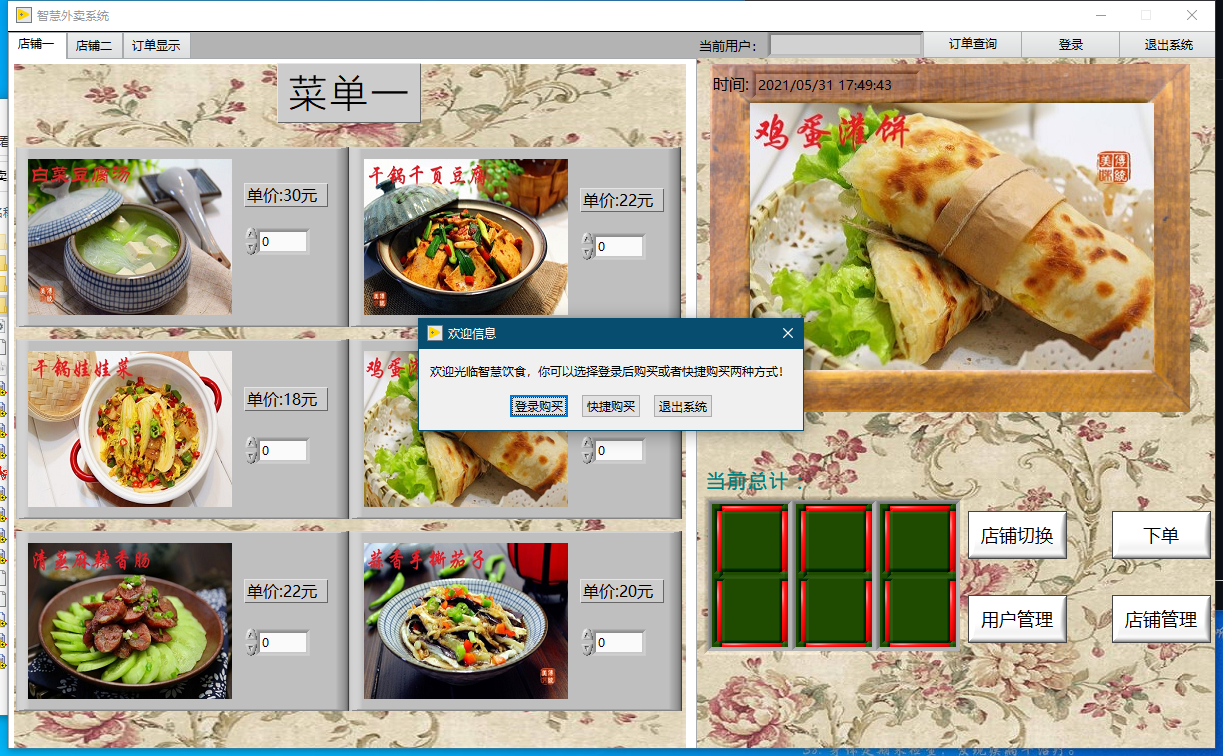 智慧外卖系统
店铺一
店铺二
订单显示
当前用户：
订单查询
登录
退出系统
菜单一
时间:
2021/05/31 17:49:43
鸡蛋灌饼
白菜豆腐汤
单价:30元
0
干锅千页豆腐
单价:22元
0
欢迎信息
欢迎光临智慧饮食，你可以选择登录后购买或者快捷购买两种方式！
登录购买
快捷购买
退出系统
干锅娃娃菜
单价:18元
0
鸡蛋
0
当前总计
店铺切换
下单
清蒸麻辣香肠
单价:22元
0
蒜香手撕茄子
单价:20元
0
用户管理
店铺管理